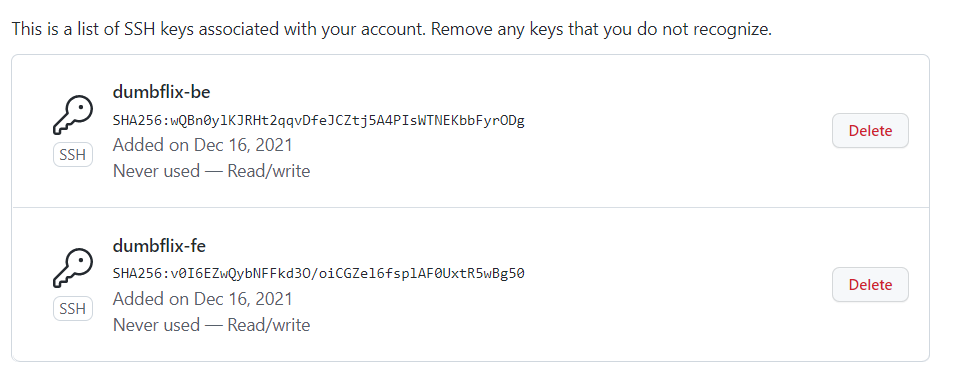 This is a list of SSH keys associated with your account. Remove any keys that you do not recognize.
dumbflix-be
SHA256:wQBn0ylKJRHt2qqvDfeJCZtj5A4PIsWTNEKbbFyrODg
Added on Dec 16, 2021
Never used — Read/write
SSH
Delete
dumbflix-fe
SHA256:v0I6EZwQybNFFkd3O/oiCGZel6fsplAF0UxtR5wBg50
Added on Dec 16, 2021
Never used — Read/write
SSH
Delete